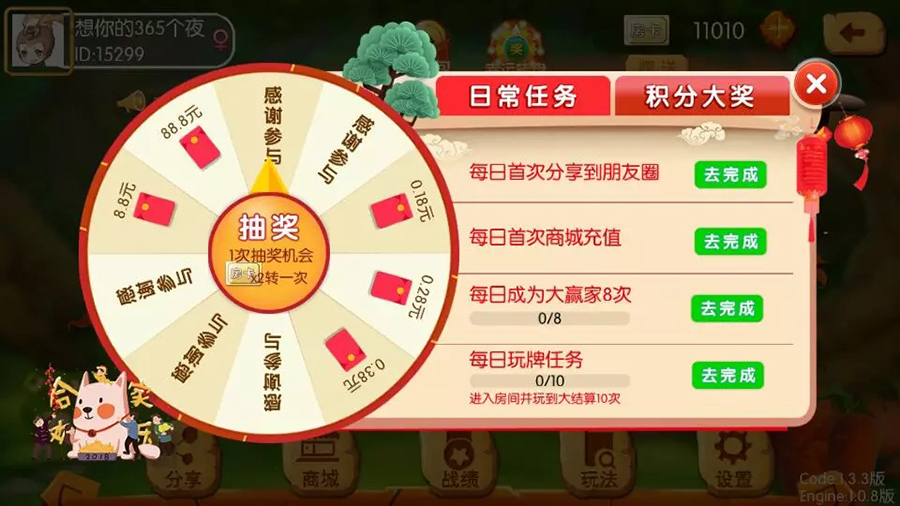 想你的365个夜
ID:15299
房卡
11010
奖
日常任务
积分大奖
感谢参与
感谢参与
0.18元
0.28元
0.38元
感谢参与
感谢参与
感谢参与
8.8元
88.8元
抽奖
1次抽奖机会
房卡 x2转一次
每日首次分享到朋友圈
去完成
每日首次商城充值
去完成
每日成为大赢家8次
0/8
去完成
每日玩牌任务
0/10
进入房间并玩到大结算10次
去完成
2018
分享
商城
战绩
玩法
设置
Code:1.3.3版
Engine:1.0.8版